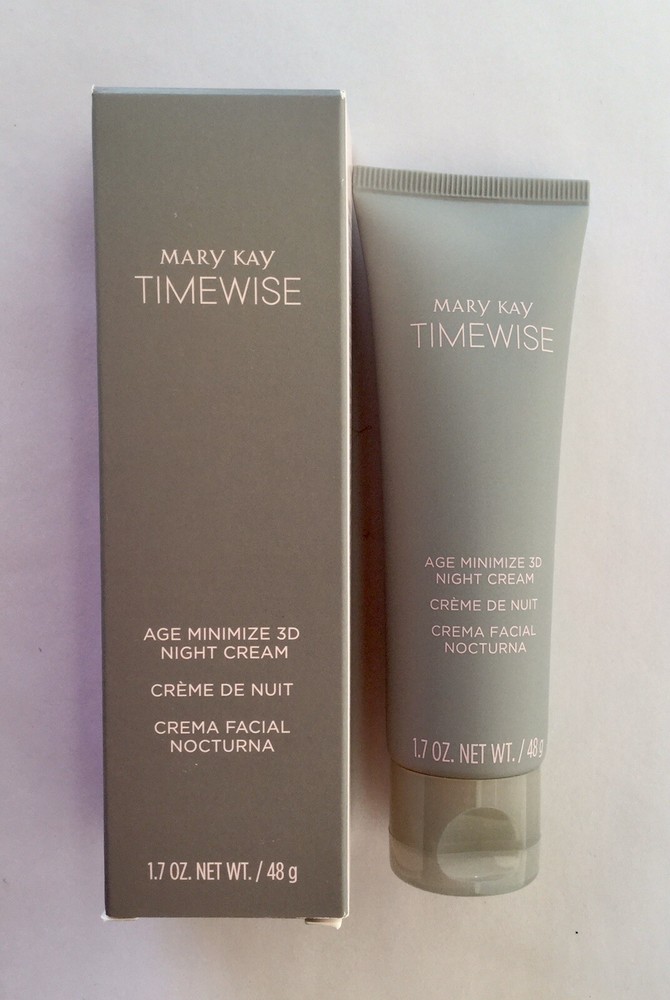 MARY KAY
TIMEWISE
AGE MINIMIZE 3D
NIGHT CREAM
CRÈME DE NUIT
CREMA FACIAL
NOCTURNA
1.7 OZ. NET WT. / 48 g
MARY KAY
TIMEWISE
AGE MINIMIZE 3D
NIGHT CREAM
CRÈME DE NUIT
CREMA FACIAL
NOCTURNA
1.7 OZ. NET WT. / 48 g